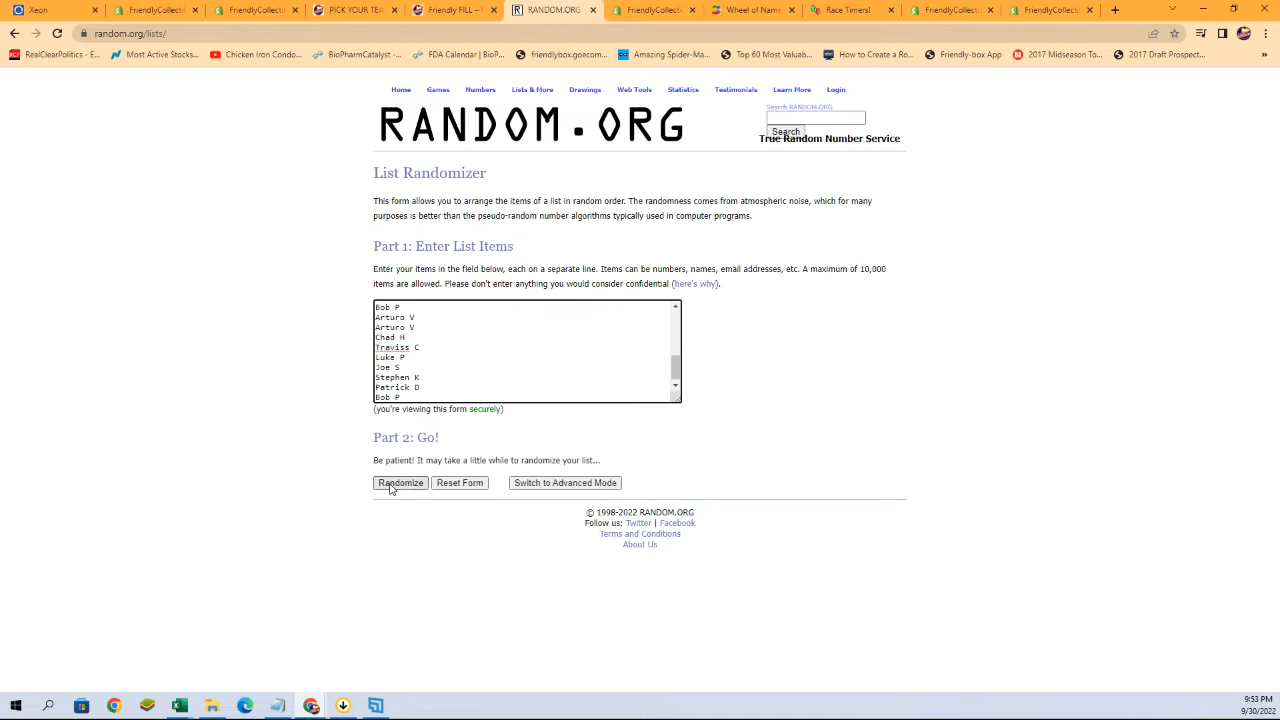 Xeon
FriendlyCollecti
FriendlyCollecti
PICK YOUR TEA
Friendly FILL –
RANDOM.ORG
FriendlyCollectic
Wheel of Name
Race Timers!
FriendlyCollectic
FriendlyCollectic
random.org/lists/
RealClearPolitics - E...
Most Active Stocks...
Chicken Iron Condo...
BioPharmCatalyst -...
FDA Calendar | BioP...
friendlybox.goecom...
Amazing Spider-Ma...
Top 60 Most Valuab...
How to Create a Ro...
Friendly-box App
2017 Midseason To...
2017 Draft Prospect...
Home Games Numbers Lists & More Drawings Web Tools Statistics Testimonials Learn More Login
RANDOM.ORG
Search RANDOM.ORG
Search
True Random Number Service
List Randomizer
This form allows you to arrange the items of a list in random order. The randomness comes from atmospheric noise, which for many
purposes is better than the pseudo-random number algorithms typically used in computer programs.
Part 1: Enter List Items
Enter your items in the field below, each on a separate line. Items can be numbers, names, email addresses, etc. A maximum of 10,000
items are allowed. Please don't enter anything you would consider confidential (here's why).
Bob P
Arturo V
Arturo V
Chad H
Traviss C
Luke P
Joe S
Stephen K
Patrick D
Bob P
(you're viewing this form securely)
Part 2: Go!
Be patient! It may take a little while to randomize your list...
Randomize Reset Form Switch to Advanced Mode
© 1998-2022 RANDOM.ORG
Follow us: Twitter | Facebook
Terms and Conditions
About Us
9:53 PM
9/30/2022